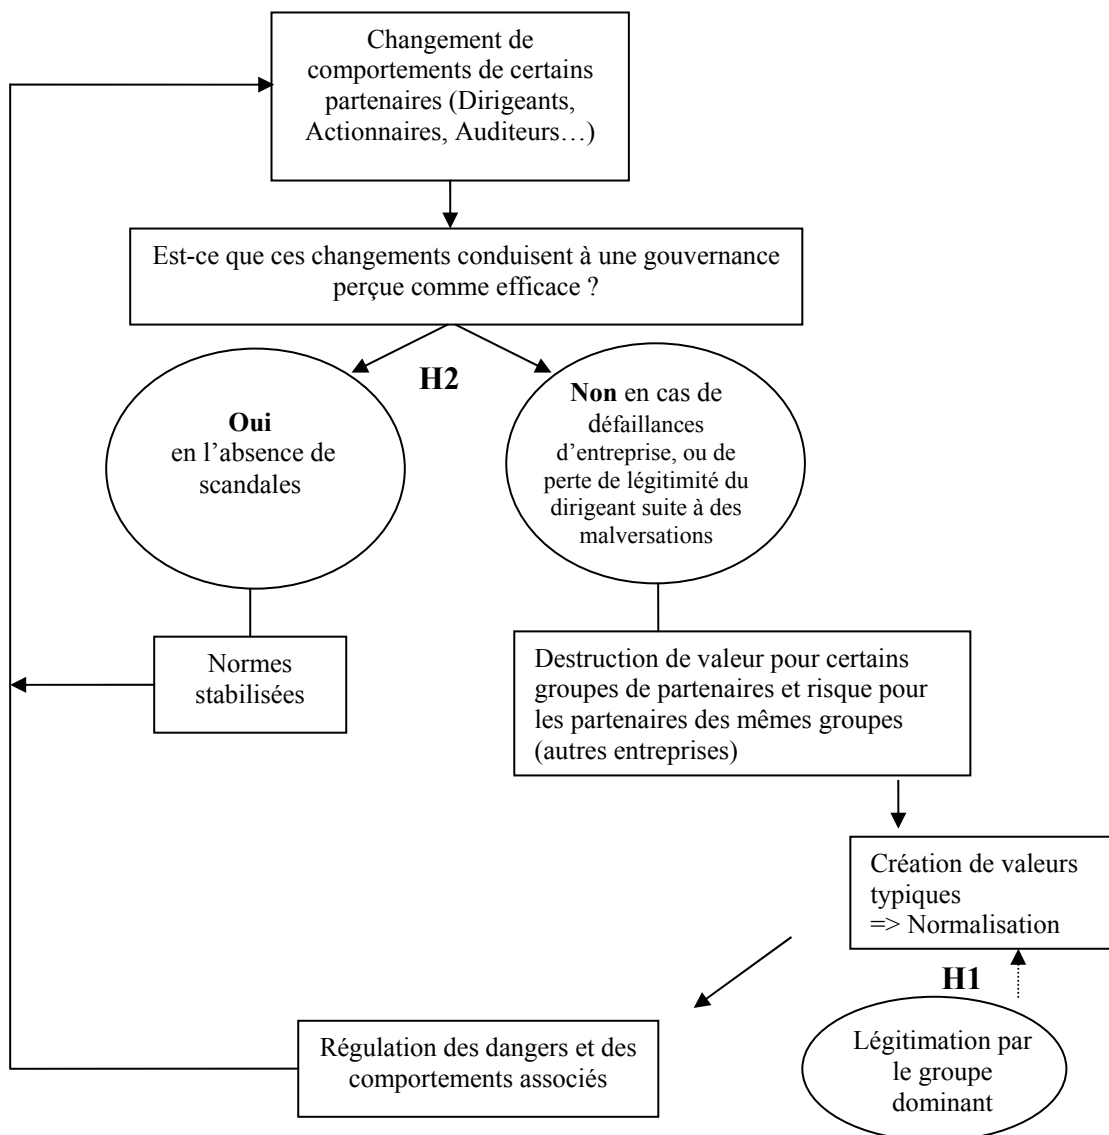 Changement de
comportements de certains
partenaires (Dirigeants,
Actionnaires, Auditeurs…)
Est-ce que ces changements conduisent à une gouvernance
perçue comme efficace ?
H2
Oui
en l’absence de
scandales
Non en cas de
défaillances
d’entreprise, ou de
perte de légitimité du
dirigeant suite à des
malversations
Normes
stabilisées
Destruction de valeur pour certains
groupes de partenaires et risque pour
les partenaires des mêmes groupes
(autres entreprises)
Création de valeurs
typiques
=> Normalisation
H1
Légitimation par
le groupe
dominant
Régulation des dangers et des
comportements associés